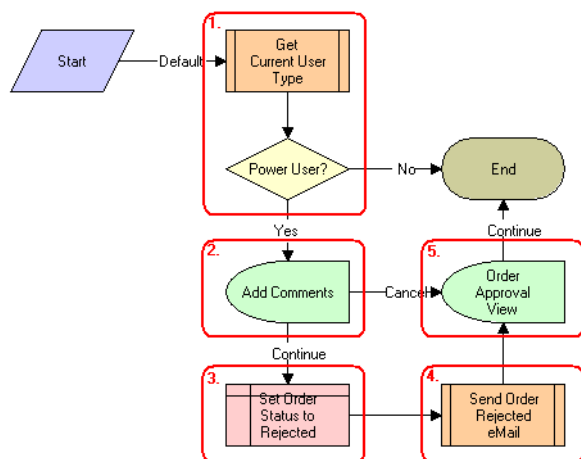 1.
Get
Current User
Type
Start
Default
Power User?
No
End
Yes
Continue
2.
Add Comments
Cancel
5.
Order
Approval
View
Continue
3.
Set Order
Status to
Rejected
4.
Send Order
Rejected
eMail